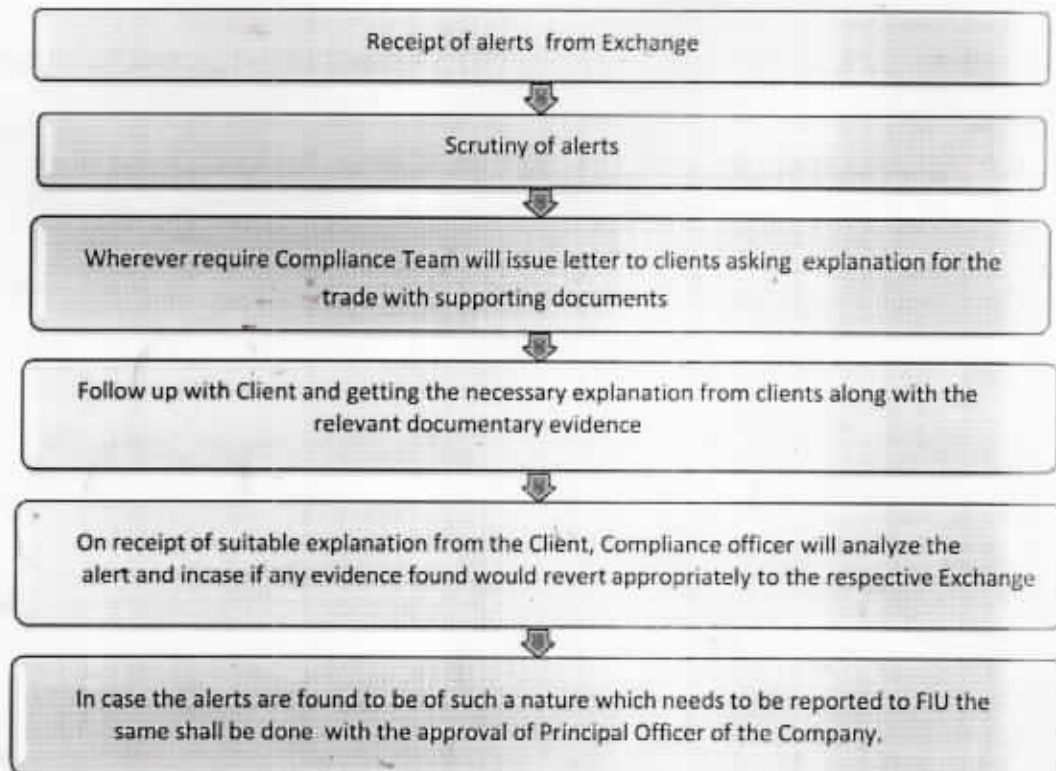 Receipt of alerts from Exchange
Scrutiny of alerts
Wherever require Compliance Team will issue letter to clients asking explanation for the
trade with supporting documents
Follow up with Client and getting the necessary explanation from clients along with the
relevant documentary evidence
On receipt of suitable explanation from the Client, Compliance officer will analyze the
alert and incase if any evidence found would revert appropriately to the respective Exchange
In case the alerts are found to be of such a nature which needs to be reported to FIU the
same shall be done with the approval of Principal Officer of the Company.